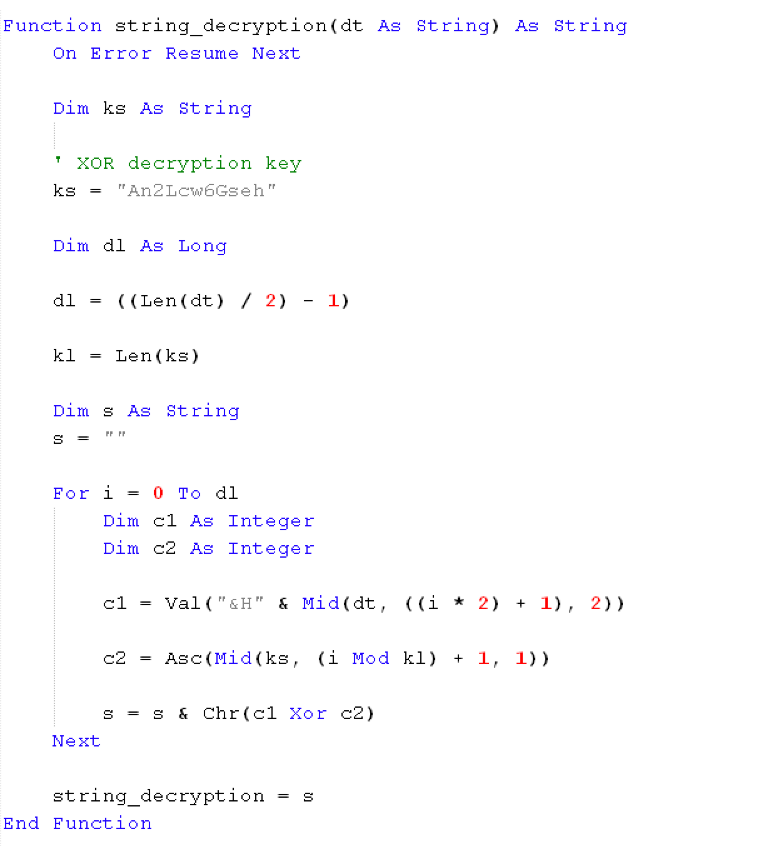 Function string_decryption(dt As String) As String
On Error Resume Next
Dim ks As String
' XOR decryption key
ks = "An2Lcw6Gseh"
Dim dl As Long
dl = ((Len(dt) / 2) - 1)
kl = Len(ks)
Dim s As String
s = ""
For i = 0 To dl
Dim c1 As Integer
Dim c2 As Integer
c1 = Val("&H" & Mid(dt, ((i * 2) + 1), 2))
c2 = Asc(Mid(ks, (i Mod kl) + 1, 1))
s = s & Chr(c1 Xor c2)
Next
string_decryption = s
End Function